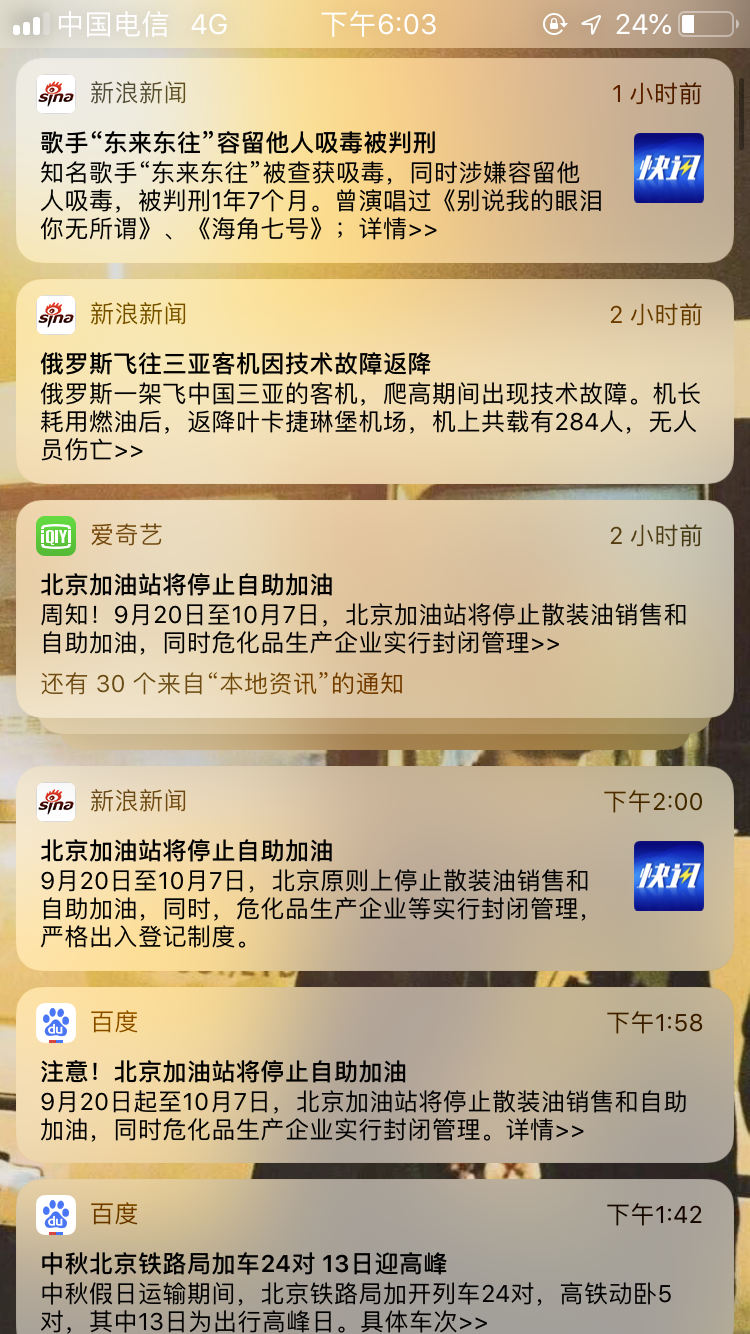 中国电信 4G 下午6:03 24%
sina 新浪新闻 1 小时前
歌手“东来东往”容留他人吸毒被判刑
知名歌手“东来东往”被查获吸毒，同时涉嫌容留他
人吸毒，被判刑1年7个月。曾演唱过《别说我的眼泪
你无所谓》、《海角七号》；详情>>
快讯
sina 新浪新闻 2 小时前
俄罗斯飞往三亚客机因技术故障返降
俄罗斯一架飞中国三亚的客机，爬高期间出现技术故障。机长
耗用燃油后，返降叶卡捷琳堡机场，机上共载有284人，无人
员伤亡>>
iQIYI 爱奇艺 2 小时前
北京加油站将停止自助加油
周知！9月20日至10月7日，北京加油站将停止散装油销售和
自助加油，同时危化品生产企业实行封闭管理>>
还有 30 个来自“本地资讯”的通知
sina 新浪新闻 下午2:00
北京加油站将停止自助加油
9月20日至10月7日，北京原则上停止散装油销售和
自助加油，同时，危化品生产企业等实行封闭管理，
严格出入登记制度。
快讯
du 百度 下午1:58
注意！北京加油站将停止自助加油
9月20日起至10月7日，北京加油站将停止散装油销售和自助
加油，同时危化品生产企业实行封闭管理。详情>>
du 百度 下午1:42
中秋北京铁路局加车24对 13日迎高峰
中秋假日运输期间，北京铁路局加开列车24对，高铁动卧5
对，其中13日为出行高峰日。具体车次>>